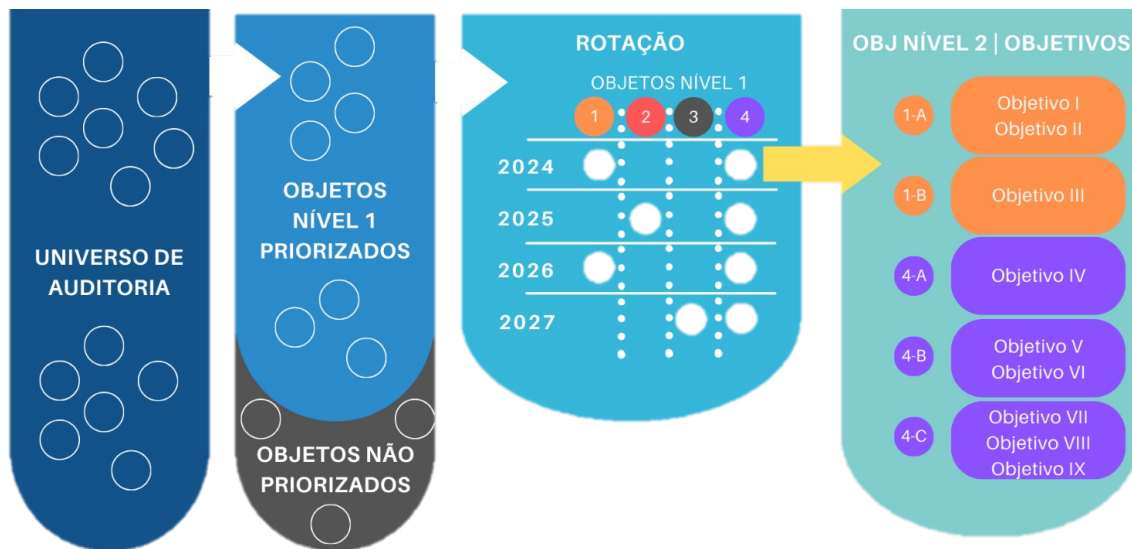 UNIVERSO DE
AUDITORIA
OBJETOS
NÍVEL 1
PRIORIZADOS
OBJETOS NÃO
PRIORIZADOS
ROTAÇÃO
OBJETOS NÍVEL 1
1 2 3 4
2024
2025
2026
2027
OBJ NÍVEL 2 | OBJETIVOS
1-A
Objetivo I
Objetivo II
1-B
Objetivo III
4-A
Objetivo IV
4-B
Objetivo V
Objetivo VI
4-C
Objetivo VII
Objetivo VIII
Objetivo IX